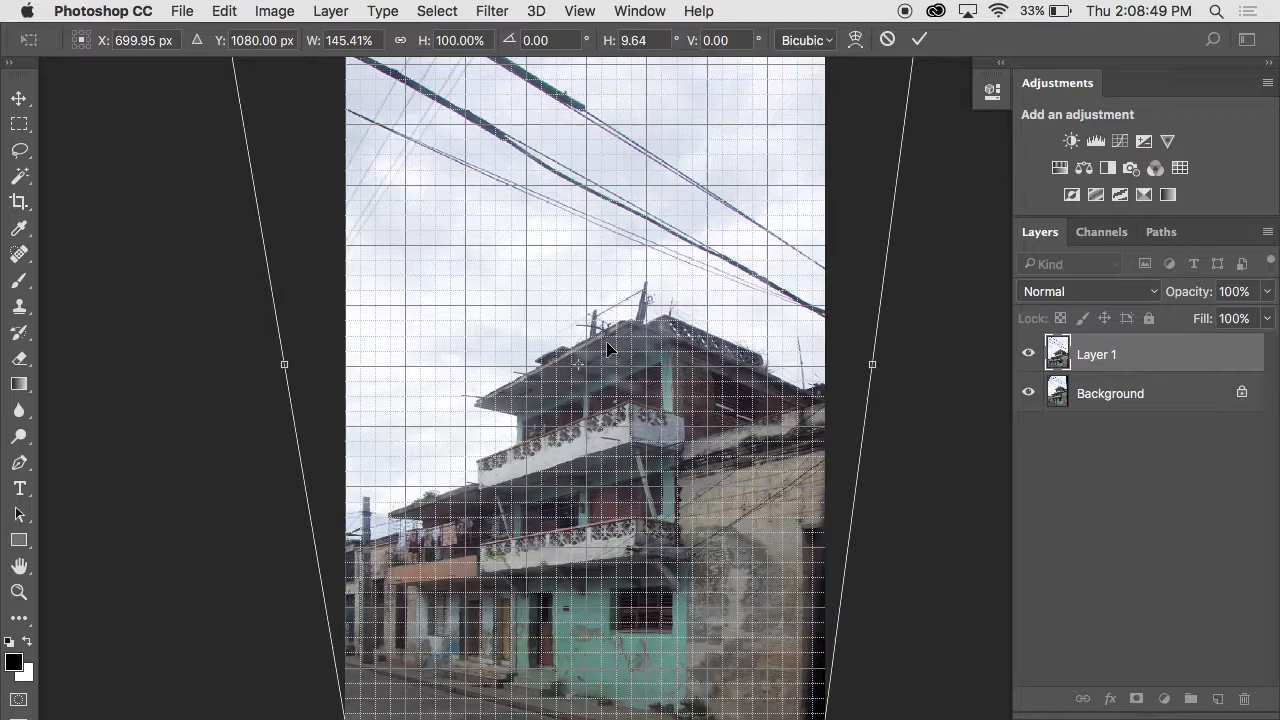 Photoshop CC File Edit Image Layer Type Select Filter 3D View Window Help 33% Thu 2:08:49 PM
X: 699.95 px Y: 1080.00 px W: 145.41% H: 100.00% 0.00 ° H: 9.64 ° V: 0.00 ° Bicubic
Adjustments
Add an adjustment
Layers Channels Paths
Kind
Normal Opacity: 100%
Lock: Fill: 100%
Layer 1
Background